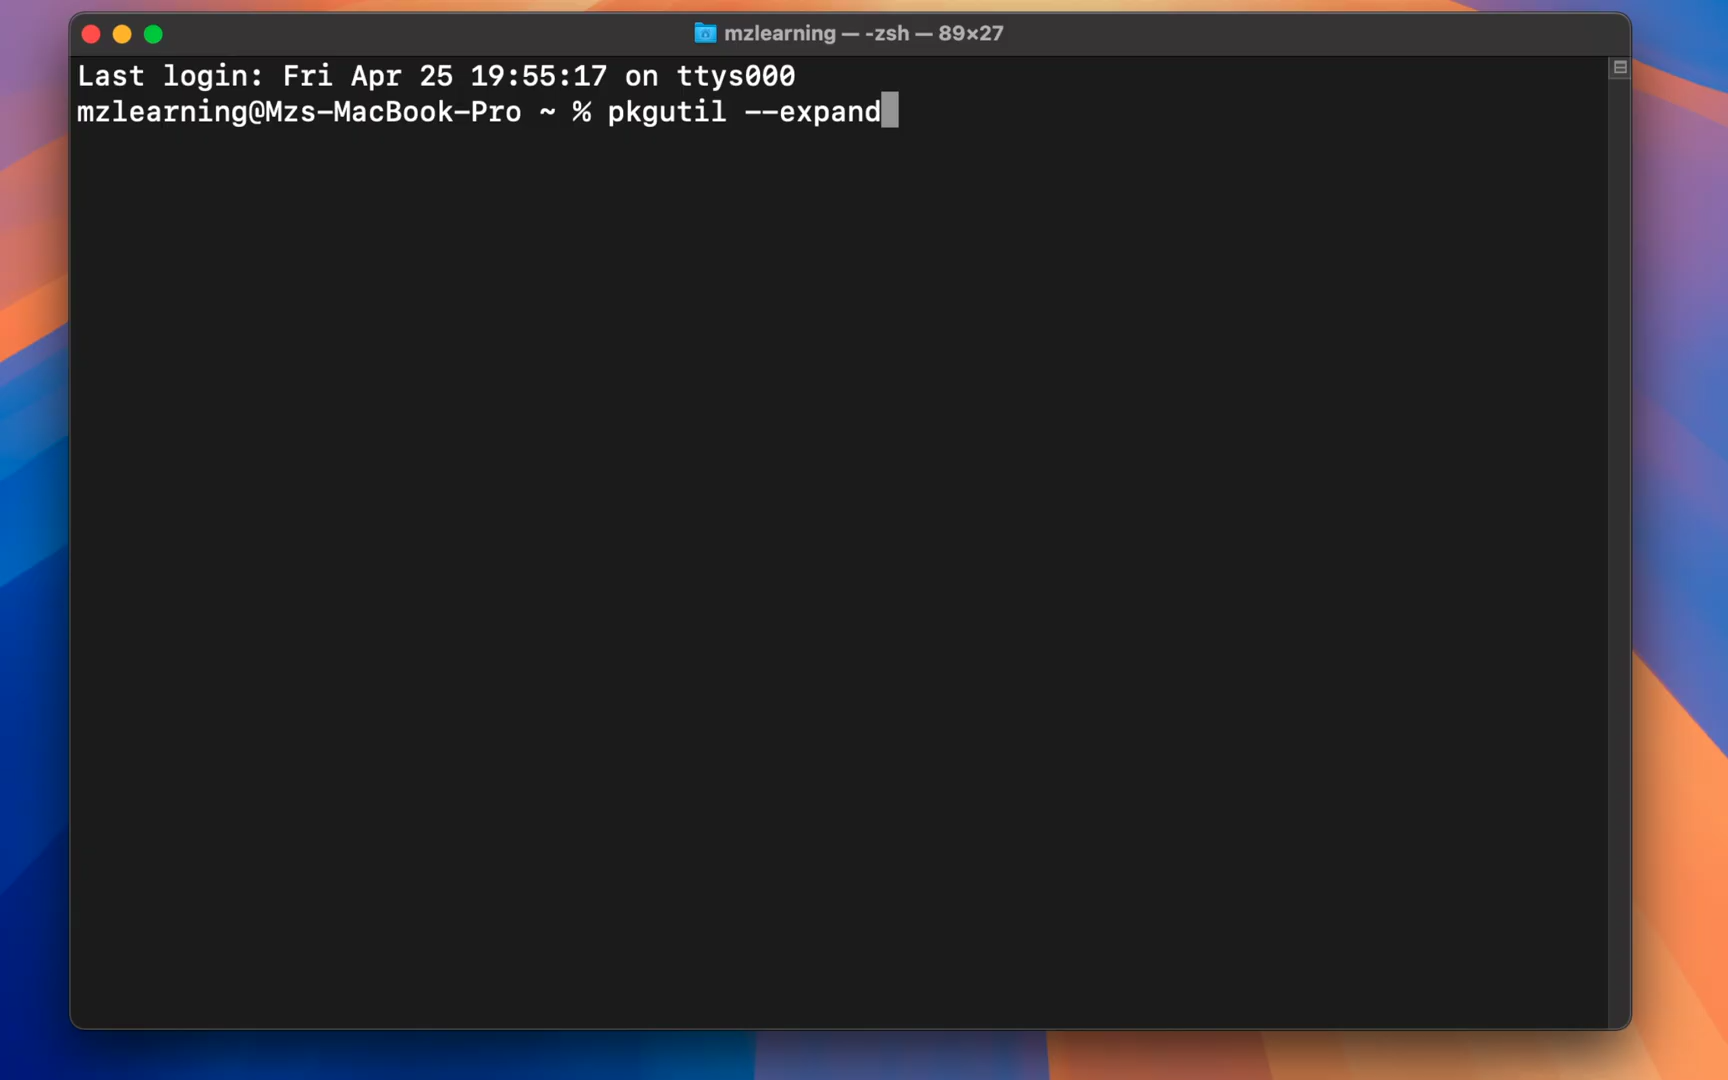 mzlearning — -zsh — 89×27
Last login: Fri Apr 25 19:55:17 on ttys000
mzlearning@Mzs-MacBook-Pro ~ % pkgutil --expand